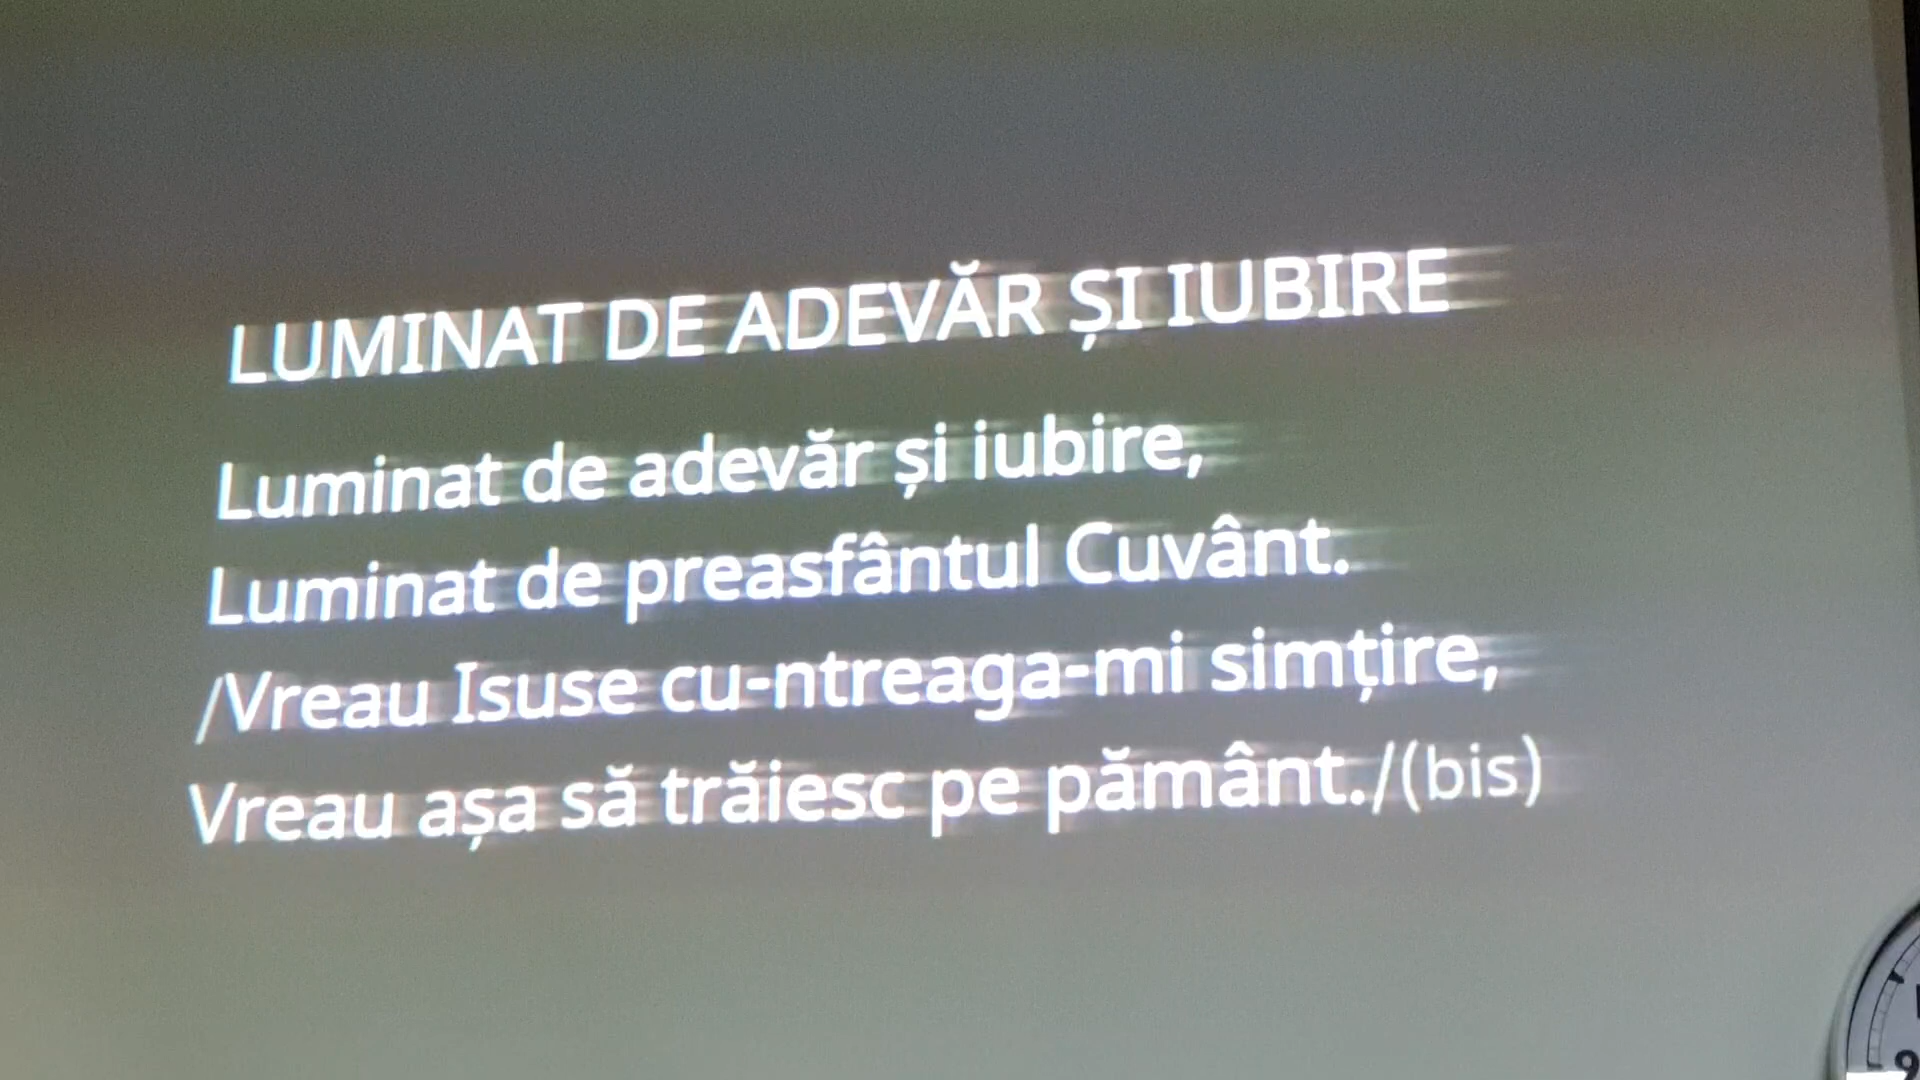 LUMINAT DE ADEVĂR ȘI IUBIRE
Luminat de adevăr și iubire,
Luminat de preasfântul Cuvânt.
/Vreau Isuse cu-ntreaga-mi simțire,
Vreau așa să trăiesc pe pământ./(bis)
9